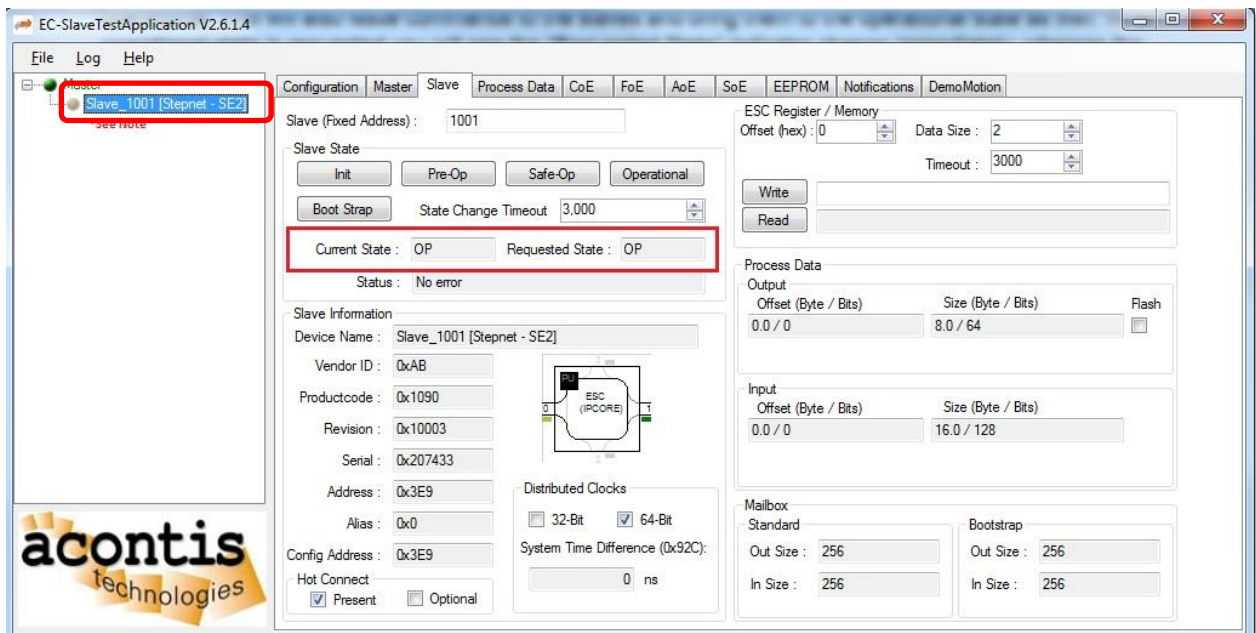 EC-SlaveTestApplication V2.6.1.4
File Log Help
Master
Slave_1001 [Stepnet - SE2]
*See Note
Configuration Master Slave Process Data CoE FoE AoE SoE EEPROM Notifications DemoMotion
Slave (Fixed Address) : 1001
Slave State
Init Pre-Op Safe-Op Operational
Boot Strap State Change Timeout 3,000
Current State : OP Requested State : OP
Status : No error
Slave Information
Device Name : Slave_1001 [Stepnet - SE2]
Vendor ID : 0xAB
Productcode : 0x1090
Revision : 0x10003
Serial : 0x207433
Address : 0x3E9
Alias : 0x0
Config Address : 0x3E9
Hot Connect
Present Optional
3
PU
ESC
(IPCORE)
0 1
2
Distributed Clocks
32-Bit 64-Bit
System Time Difference (0x92C):
0 ns
ESC Register / Memory
Offset (hex) : 0 Data Size : 2
Timeout : 3000
Write
Read
Process Data
Output
Offset (Byte / Bits) Size (Byte / Bits) Flash
0.0 / 0 8.0 / 64
Input
Offset (Byte / Bits) Size (Byte / Bits)
0.0 / 0 16.0 / 128
Mailbox
Standard Bootstrap
Out Size : 256 Out Size : 256
In Size : 256 In Size : 256
acontis
technologies